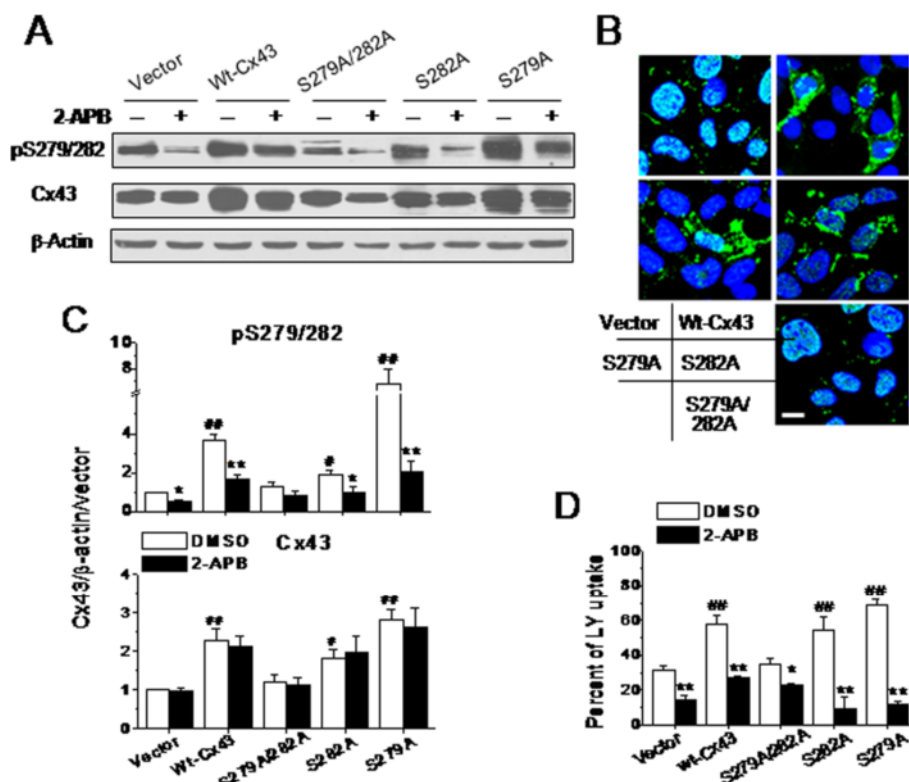 A
Vector Wt-Cx43 S279A/282A S282A S279A
2-APB − + − + − + − + − +
pS279/282
Cx43
β-Actin
B
Vector Wt-Cx43
S279A S282A
S279A/
282A
C
pS279/282
10
8
4
2
0
## ** * # * ## **
Cx43/β-actin/vector
DMSO
2-APB
Cx43
4
3
2
1
0
## # ##
Vector Wt-Cx43 S279A/282A S282A S279A
D
DMSO
2-APB
Percent of LY uptake
100
80
60
40
20
0
** ## ** * ## ** ## **
Vector wt-Cx43 S279A/282A S282A S279A